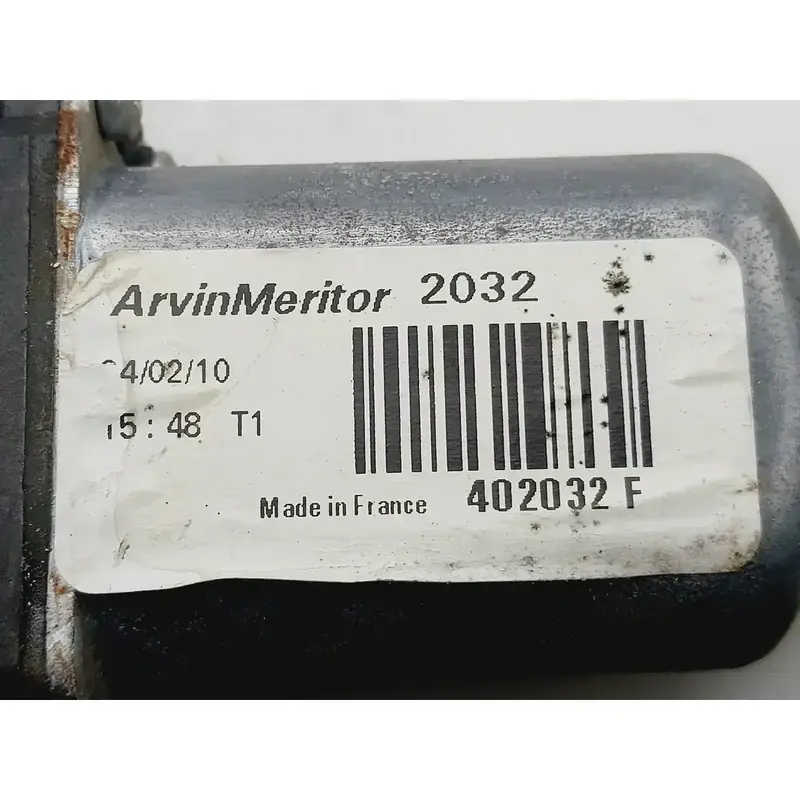 ArvinMeritor 2032
4/02/10
15:48 T1
Made in France 402032 F